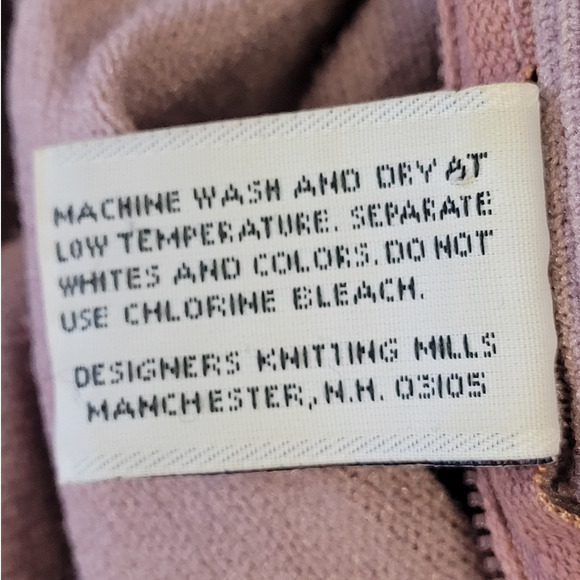 MACHINE WASH AND DRY AT
LOW TEMPERATURE. SEPARATE
WHITES AND COLORS. DO NOT
USE CHLORINE BLEACH.
DESIGNERS KNITTING MILLS
MANCHESTER, N.H. 03105